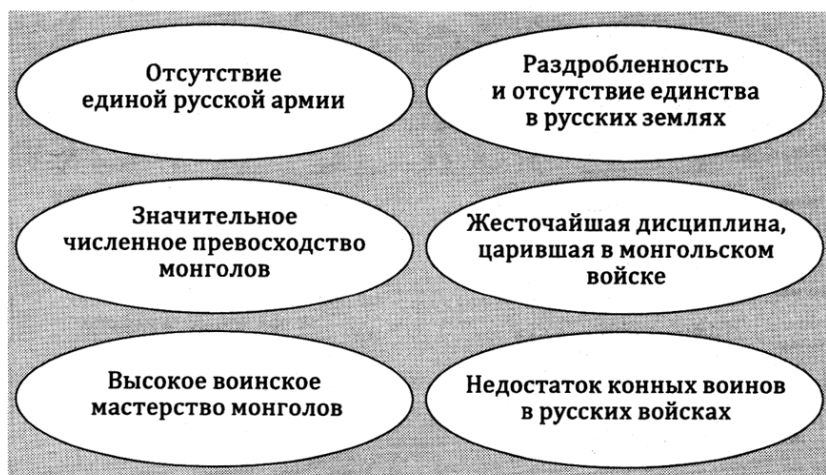 Отсутствие
единой русской армии
Раздробленность
и отсутствие единства
в русских землях
Значительное
численное превосходство
монголов
Жесточайшая дисциплина,
царившая в монгольском
войске
Высокое воинское
мастерство монголов
Недостаток конных воинов
в русских войсках